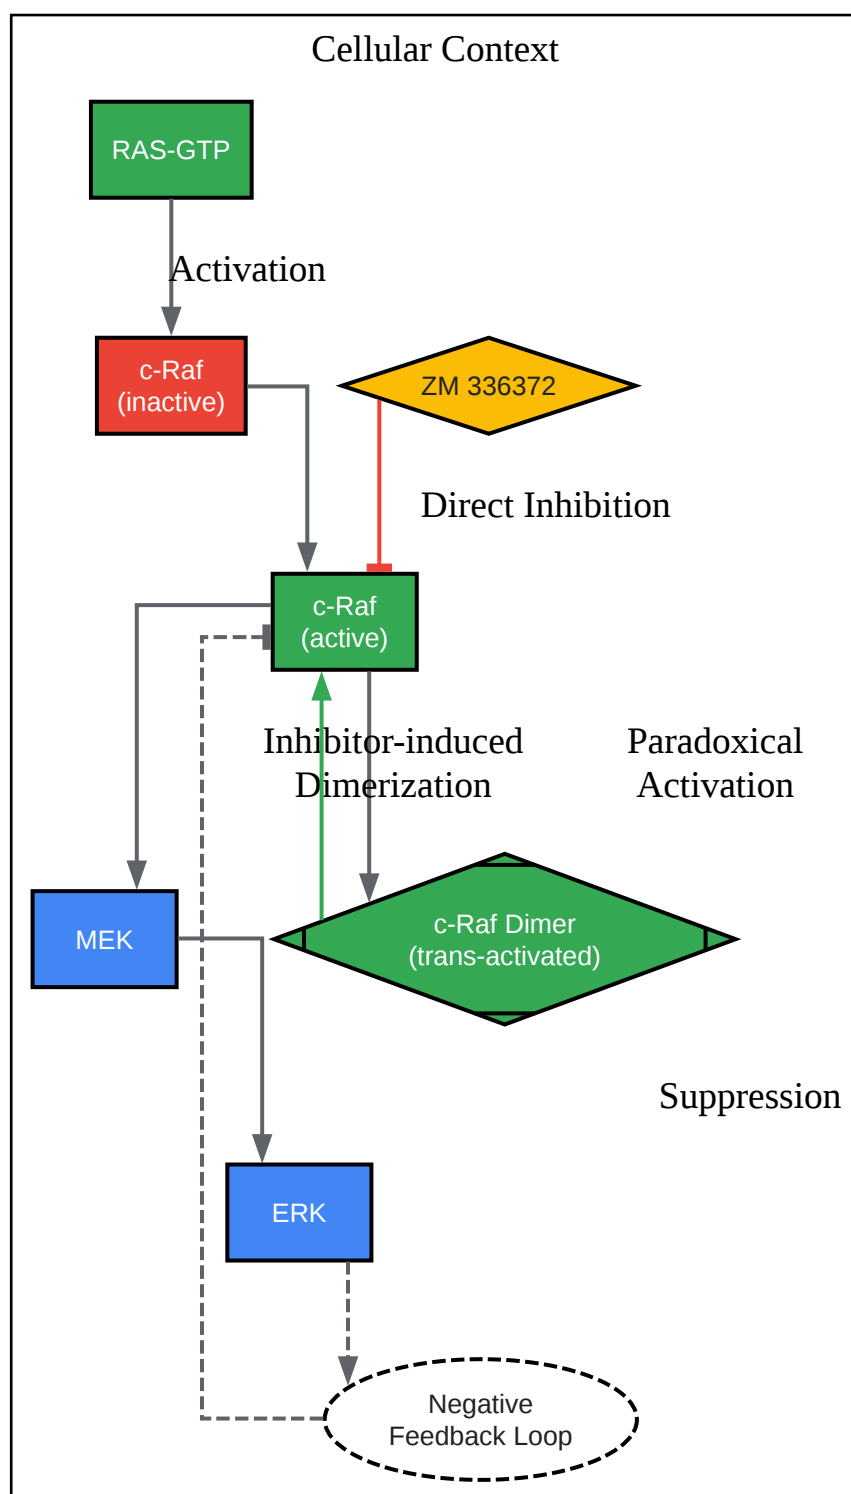 Cellular Context
RAS-GTP
Activation
c-Raf
(inactive)
ZM 336372
Direct Inhibition
c-Raf
(active)
Inhibitor-induced
Dimerization
Paradoxical
Activation
MEK
c-Raf Dimer
(trans-activated)
Suppression
ERK
Negative
Feedback Loop